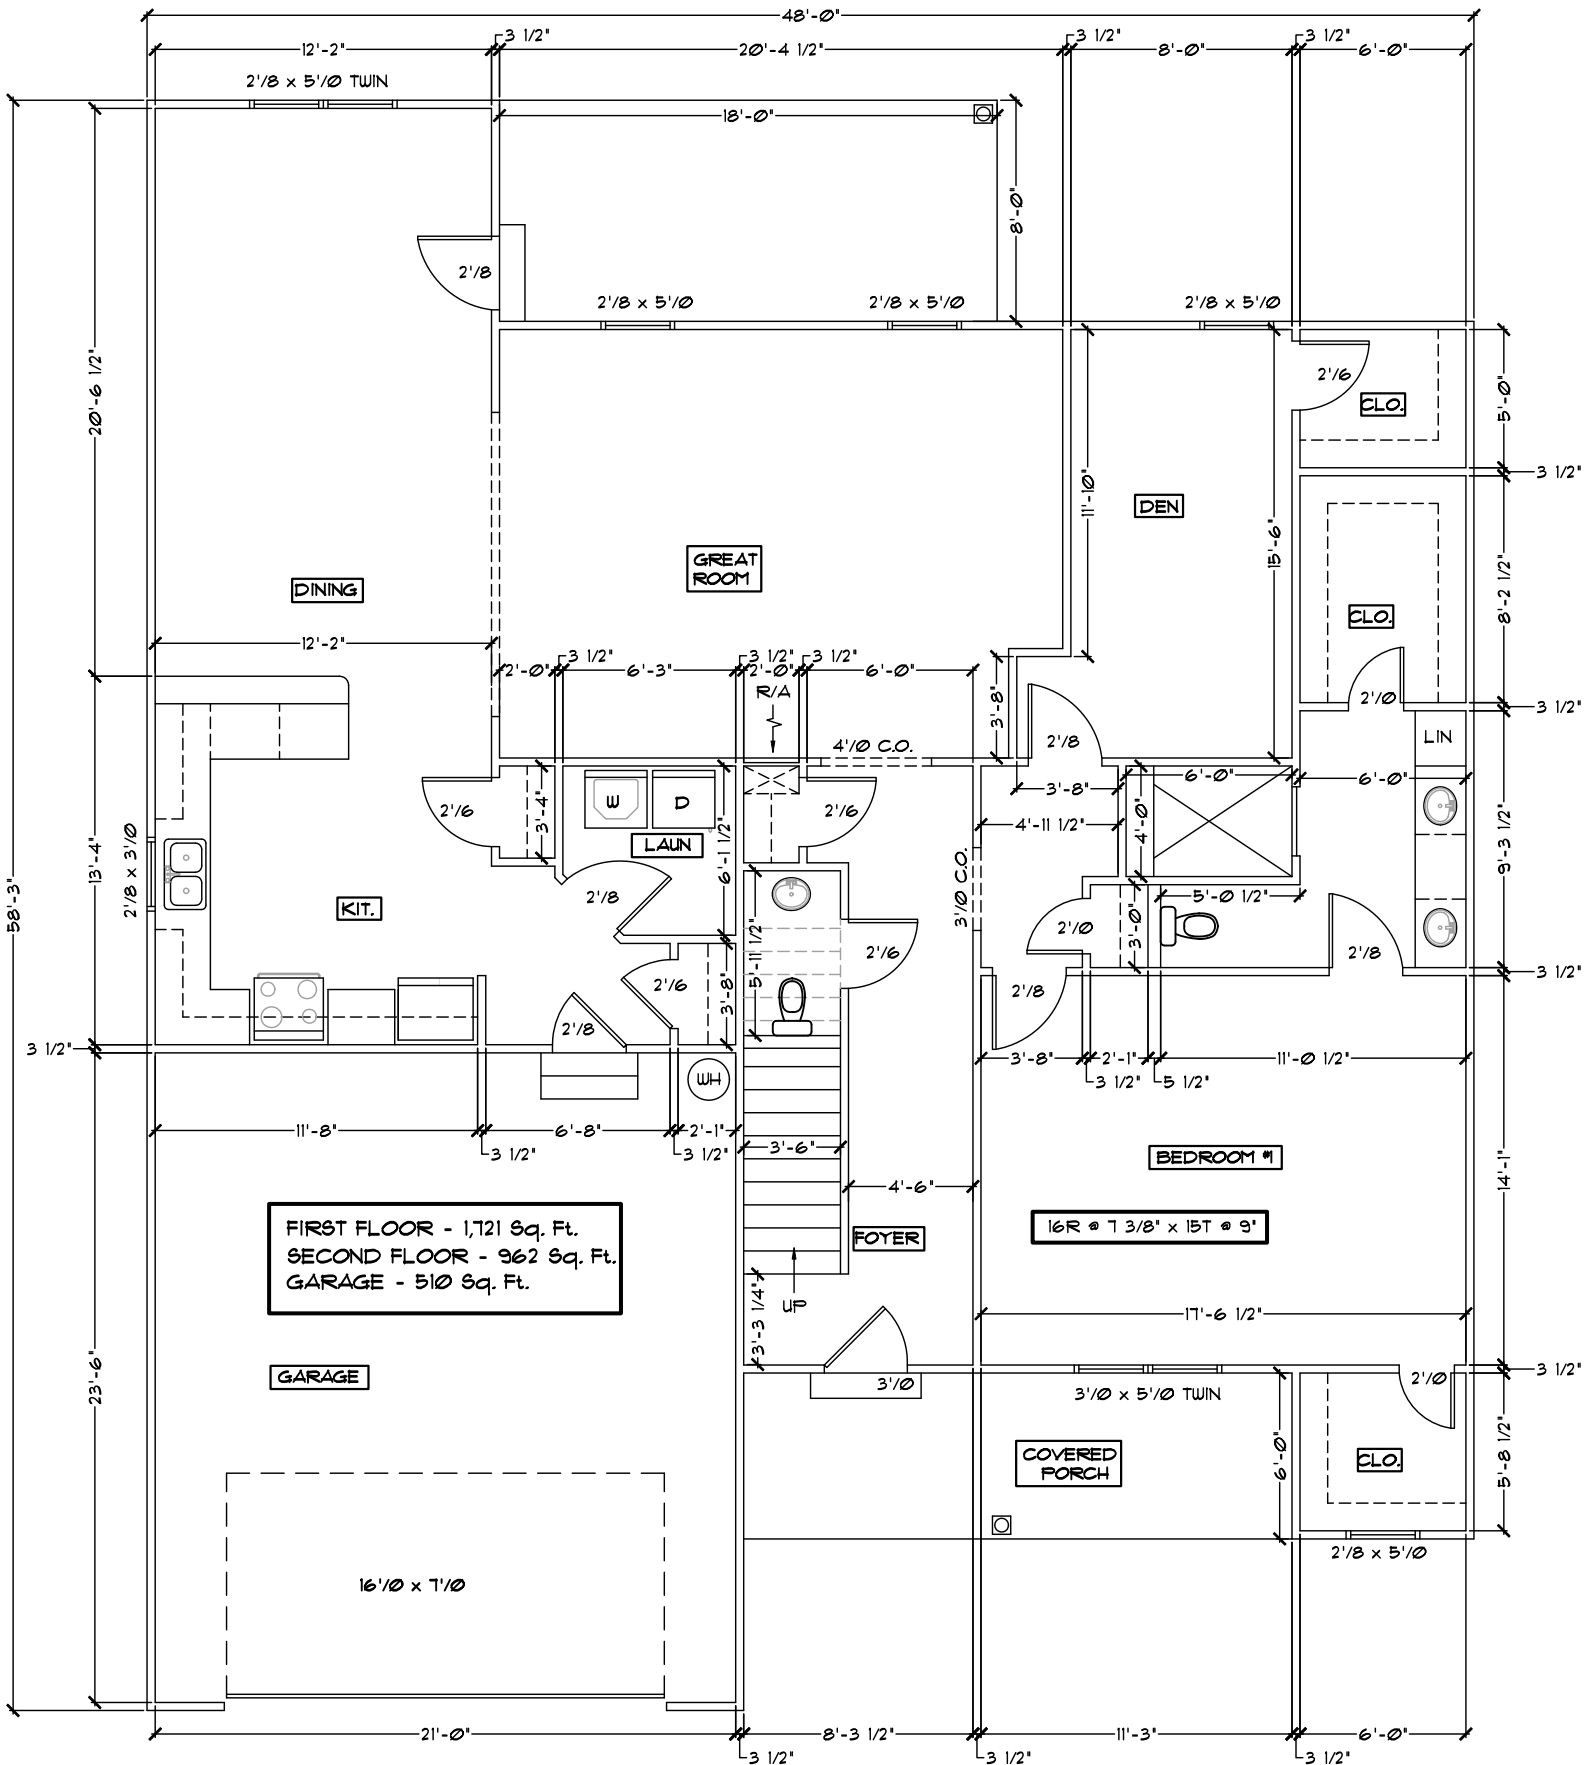 48'-0"
3 1/2" 3 1/2" 3 1/2"
12'-2" 20'-4 1/2" 8'-0" 6'-0"
2'/8 x 5'/0 TWIN
18'-0"
8'-0"
2'/8
2'/8 x 5'/0 2'/8 x 5'/0 2'/8 x 5'/0
20'-6 1/2"
2'/6
CLO.
5'-0"
3 1/2"
11'-10"
DEN
15'-6"
GREAT
ROOM
DINING
CLO.
8'-2 1/2"
12'-2"
3 1/2" 3 1/2" 3 1/2"
2'-0" 6'-3" 2'-0" 6'-0"
R/A
3'-8"
2'/0
3 1/2"
4'/0 C.O.
2'/8
LIN
6'-0" 6'-0"
3'-8"
2'/6
3'-4"
W D
2'/6
4'-11 1/2"
4'-0"
LAUN
6'-1 1/2"
13'-4"
2'/8 x 3'/0
9'-3 1/2"
58'-3"
3'/0 C.O.
KIT.
2'/8
5'-0 1/2"
2'/0
3'-0"
5'-11 1/2"
2'/6
2'/8
3 1/2"
2'/6
3'-8"
2'/8
2'/8
3 1/2"
3'-8" 2'-1" 11'-0 1/2"
WH
3 1/2" 5 1/2"
11'-8" 6'-8" 2'-1"
3 1/2" 3 1/2"
3'-6"
BEDROOM #1
14'-1"
4'-6"
FIRST FLOOR - 1,721 Sq. Ft.
SECOND FLOOR - 962 Sq. Ft.
GARAGE - 510 Sq. Ft.
FOYER
16R @ 7 3/8" x 15T @ 9"
UP
3'-3 1/4"
17'-6 1/2"
GARAGE
23'-6"
3'/0
3'/0 x 5'/0 TWIN
2'/0
3 1/2"
COVERED
PORCH
6'-0"
CLO.
5'-8 1/2"
2'/8 x 5'/0
16'/0 x 7'/0
21'-0" 8'-3 1/2" 11'-3" 6'-0"
3 1/2" 3 1/2" 3 1/2"